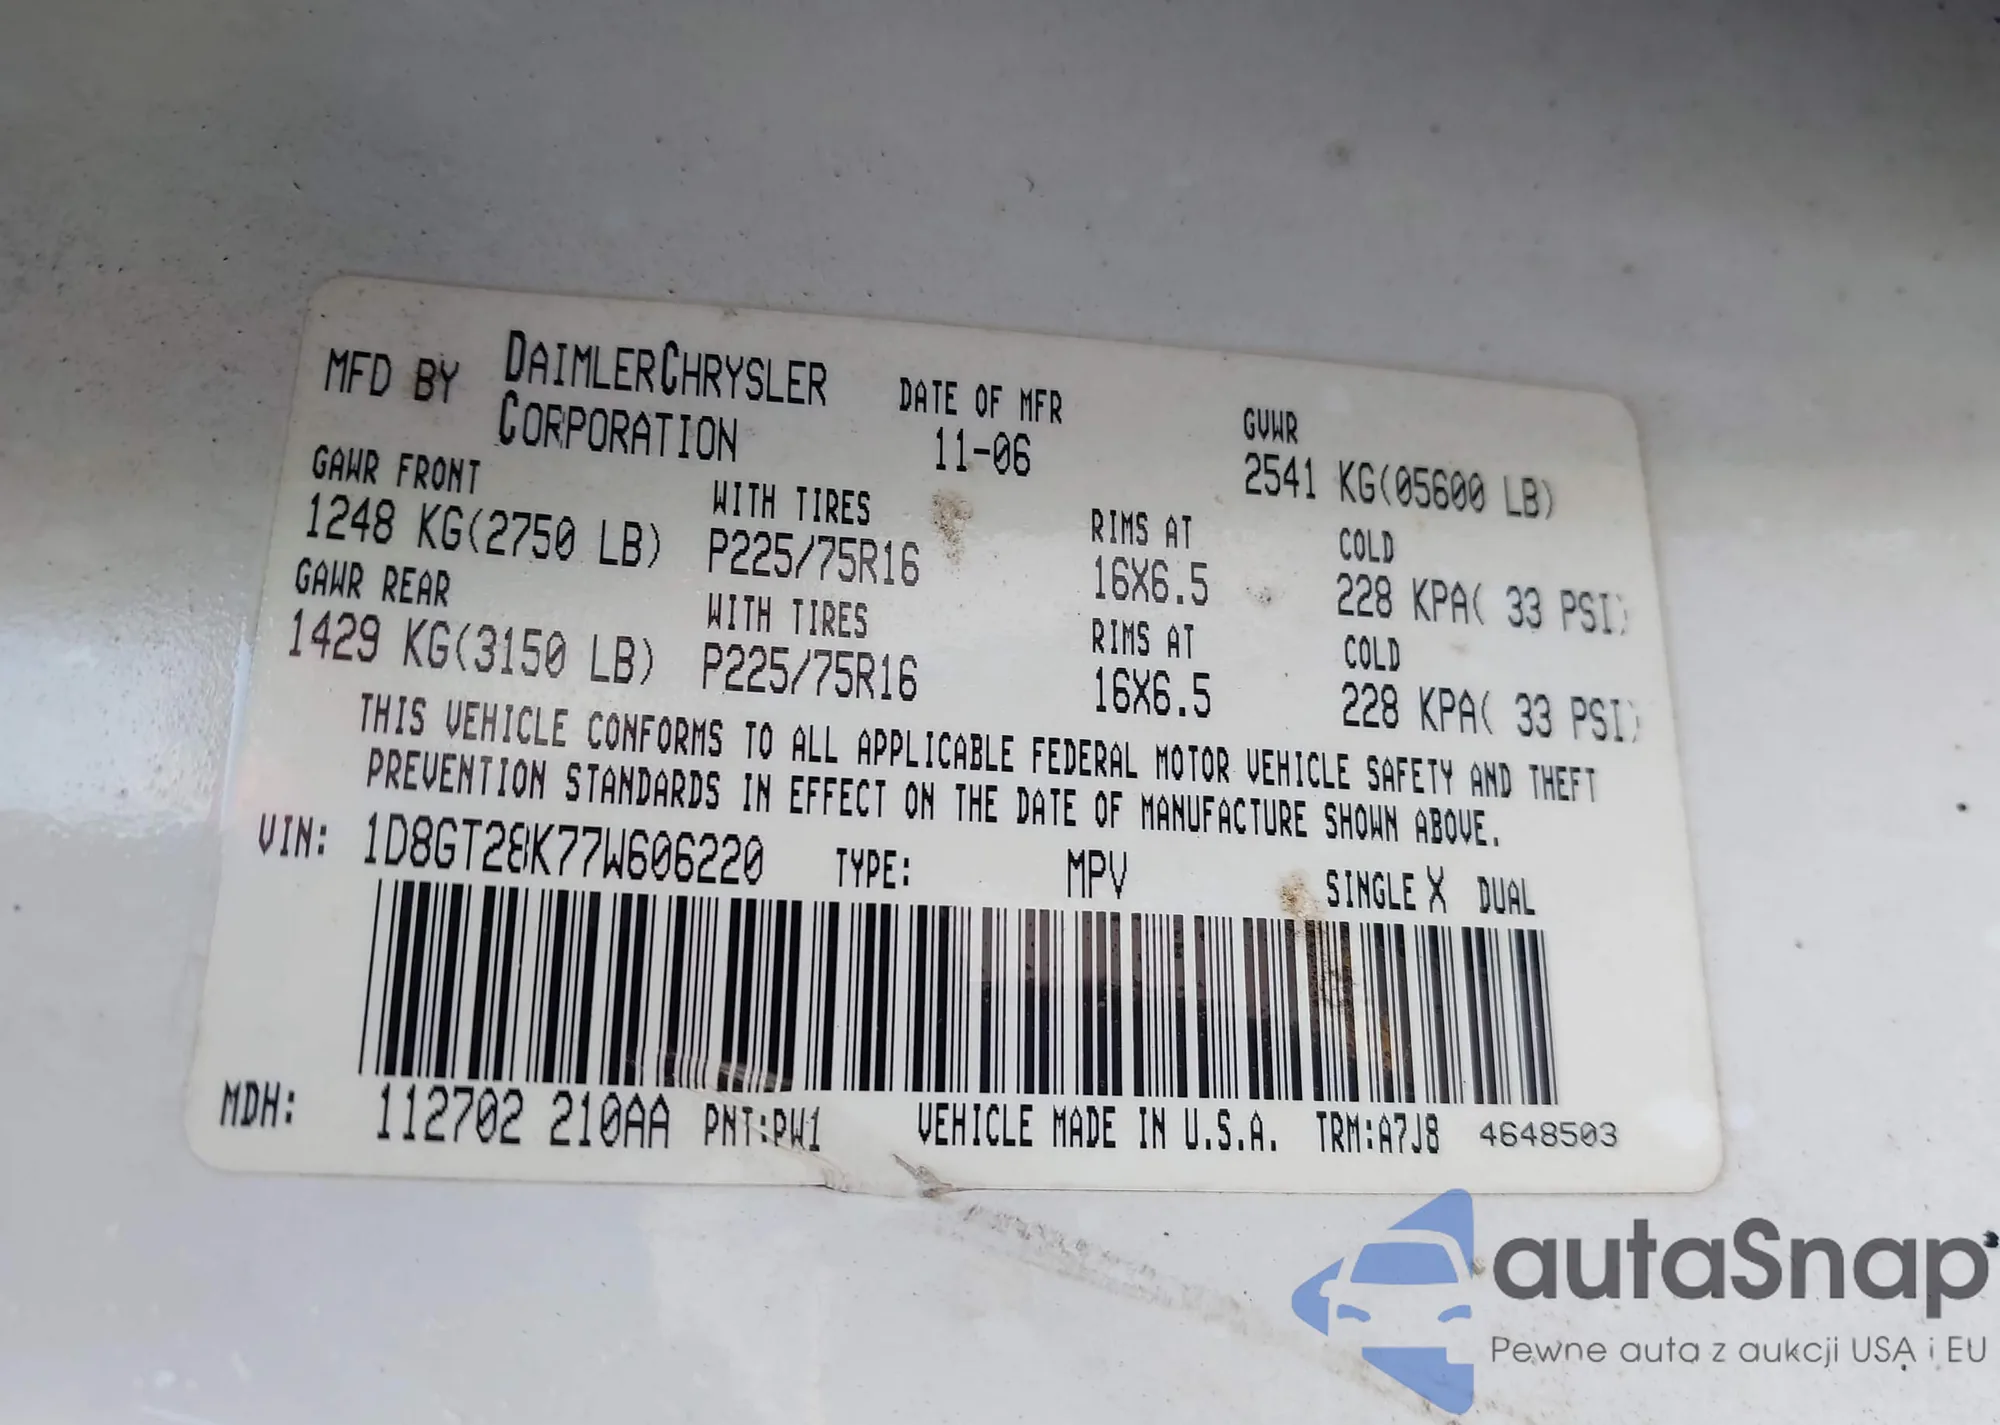 MFD BY DAIMLERCHRYSLER CORPORATION DATE OF MFR 11-06 GVWR 2541 KG(05600 LB)
GAWR FRONT WITH TIRES RIMS AT COLD
1248 KG(2750 LB) P225/75R16 16X6.5 228 KPA( 33 PSI)
GAWR REAR WITH TIRES RIMS AT COLD
1429 KG(3150 LB) P225/75R16 16X6.5 228 KPA( 33 PSI)
THIS VEHICLE CONFORMS TO ALL APPLICABLE FEDERAL MOTOR VEHICLE SAFETY AND THEFT
PREVENTION STANDARDS IN EFFECT ON THE DATE OF MANUFACTURE SHOWN ABOVE.
VIN: 1D8GT28K77W606220 TYPE: MPV SINGLE X DUAL
MDH: 112702 210AA PNT:PW1 VEHICLE MADE IN U.S.A. TRM:A7J8 4648503
autaSnap
Pewne auta z aukcji USA i EU